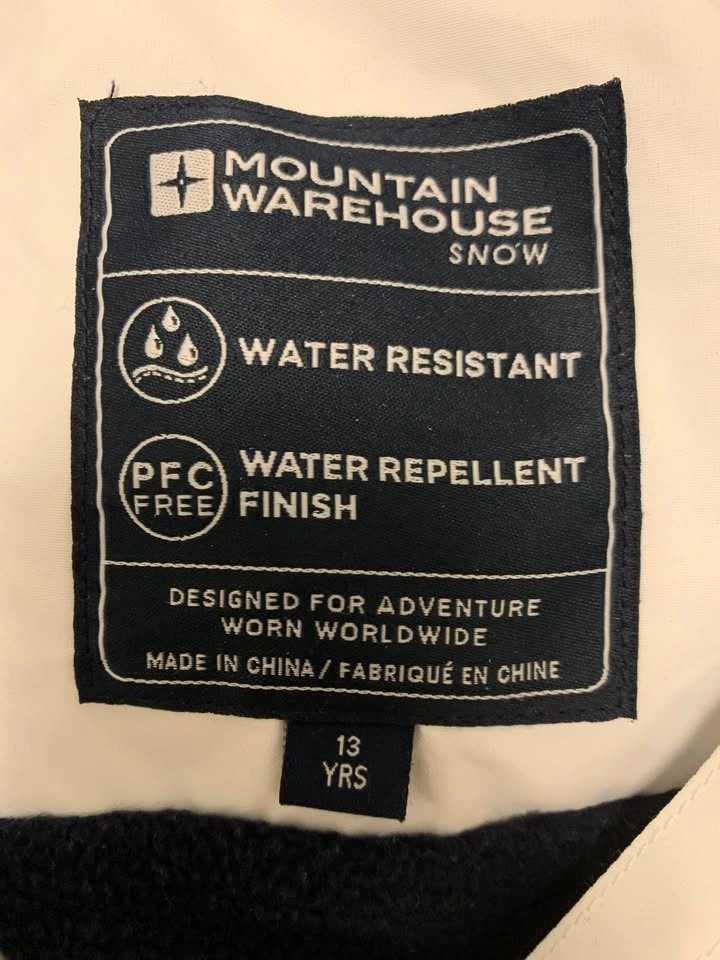 MOUNTAIN
WAREHOUSE
SNOW
WATER RESISTANT
PFC
FREE
WATER REPELLENT
FINISH
DESIGNED FOR ADVENTURE
WORN WORLDWIDE
MADE IN CHINA / FABRIQUÉ EN CHINE
13
YRS